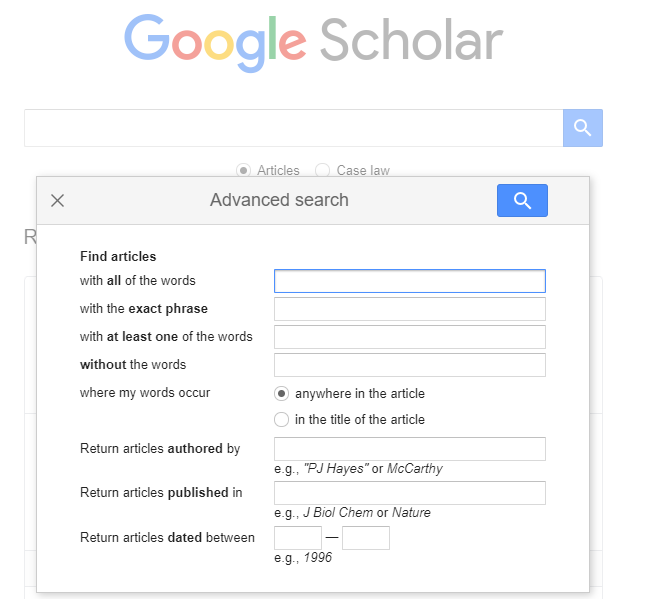 Google Scholar
Articles Case law
Advanced search
R
Find articles
with all of the words
with the exact phrase
with at least one of the words
without the words
where my words occur
anywhere in the article
in the title of the article
Return articles authored by
e.g., "PJ Hayes" or McCarthy
Return articles published in
e.g., J Biol Chem or Nature
Return articles dated between —
e.g., 1996